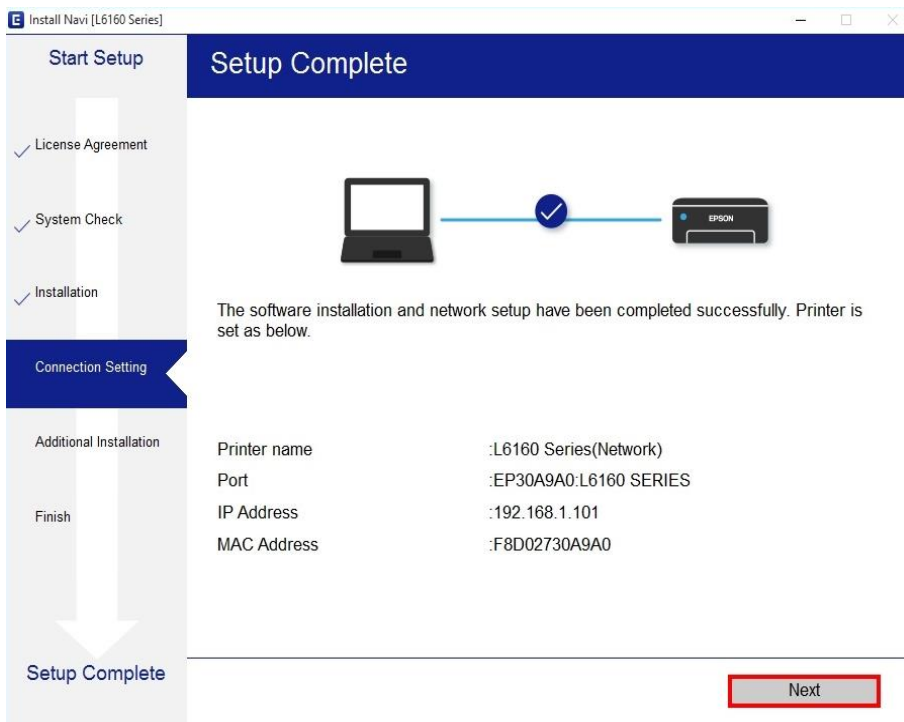 Install Navi [L6160 Series]
Start Setup
License Agreement
System Check
Installation
Connection Setting
Additional Installation
Finish
Setup Complete
Setup Complete
EPSON
The software installation and network setup have been completed successfully. Printer is
set as below.
Printer name :L6160 Series(Network)
Port :EP30A9A0:L6160 SERIES
IP Address :192.168.1.101
MAC Address :F8D02730A9A0
Next